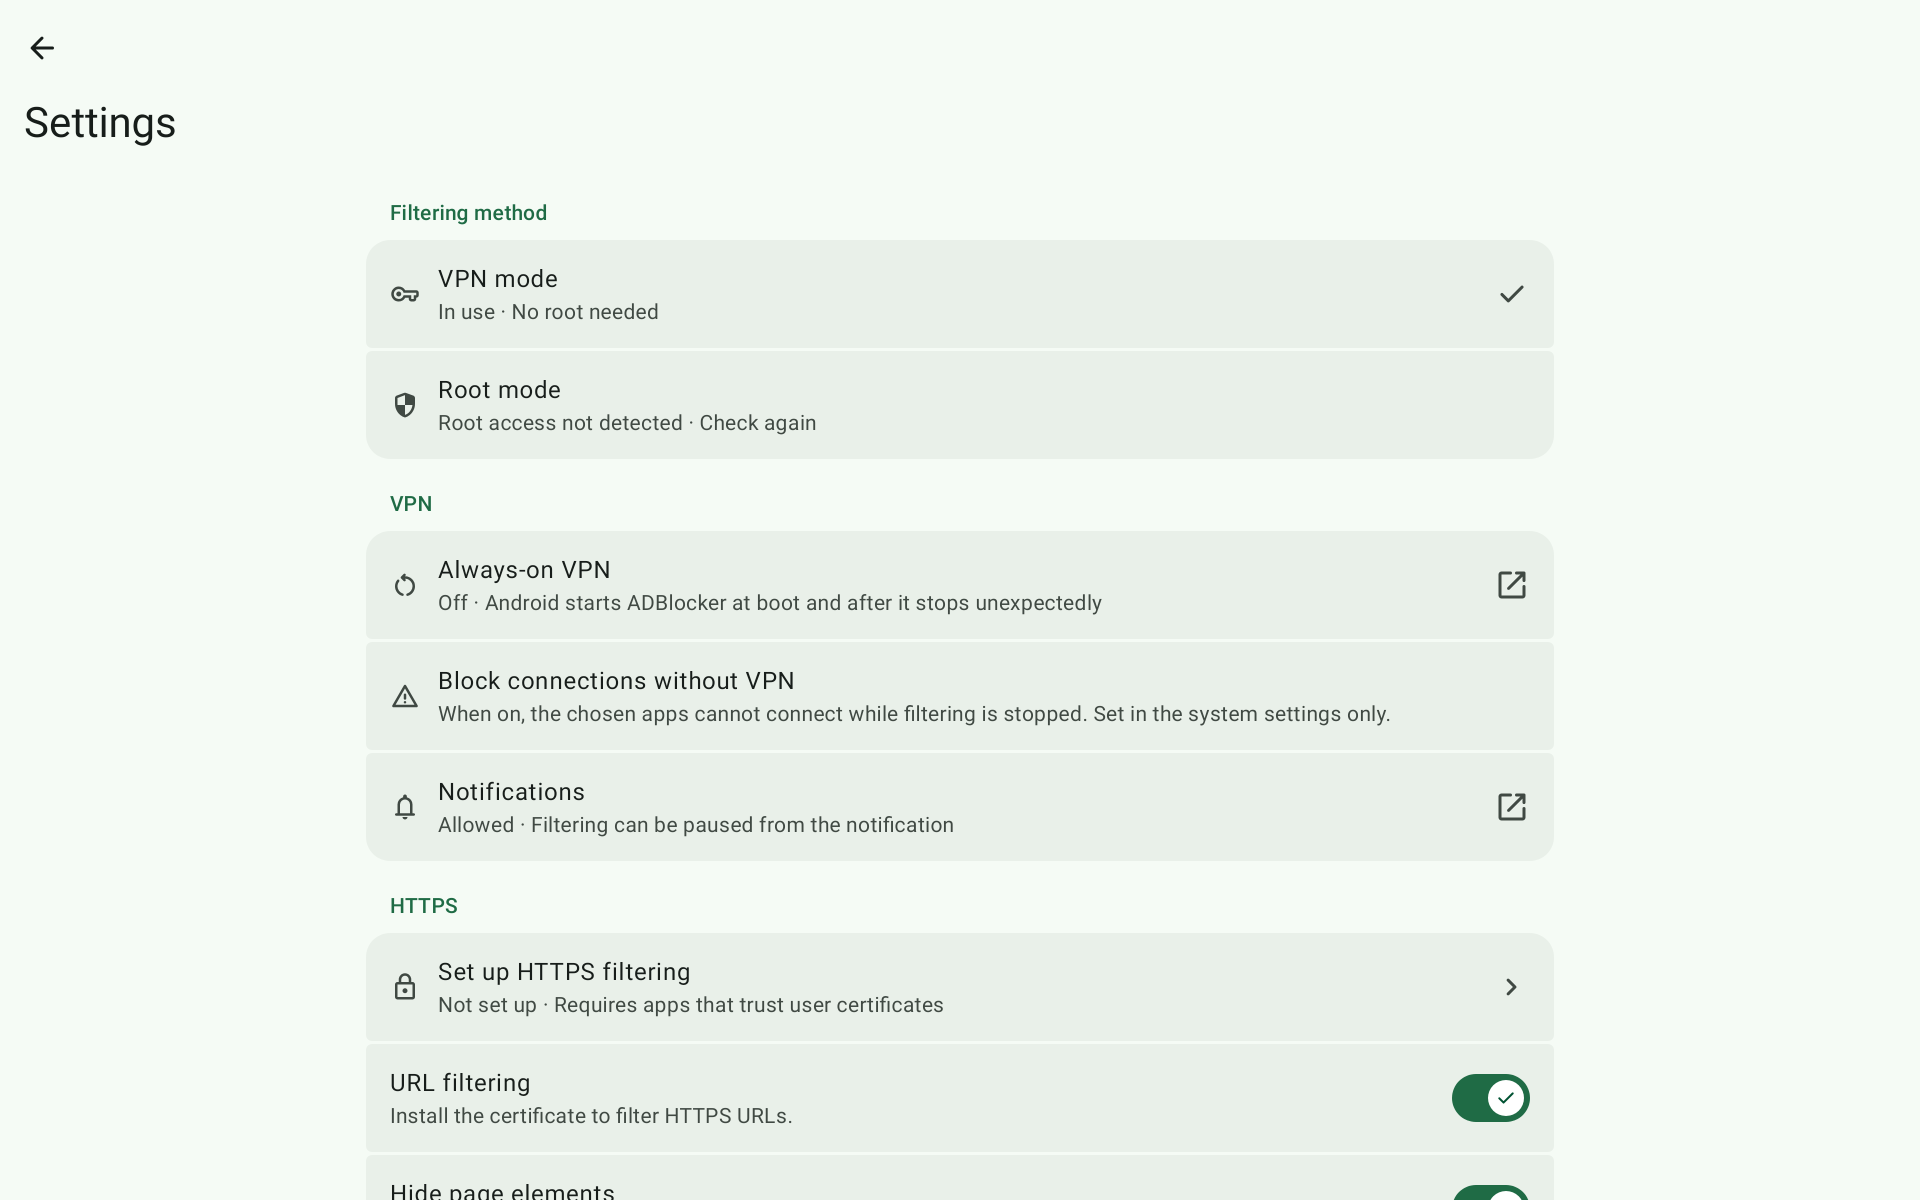 Settings
Filtering method
VPN mode
In use · No root needed
Root mode
Root access not detected · Check again
VPN
Always-on VPN
Off · Android starts ADBlocker at boot and after it stops unexpectedly
Block connections without VPN
When on, the chosen apps cannot connect while filtering is stopped. Set in the system settings only.
Notifications
Allowed · Filtering can be paused from the notification
HTTPS
Set up HTTPS filtering
Not set up · Requires apps that trust user certificates
URL filtering
Install the certificate to filter HTTPS URLs.
Hide page elements